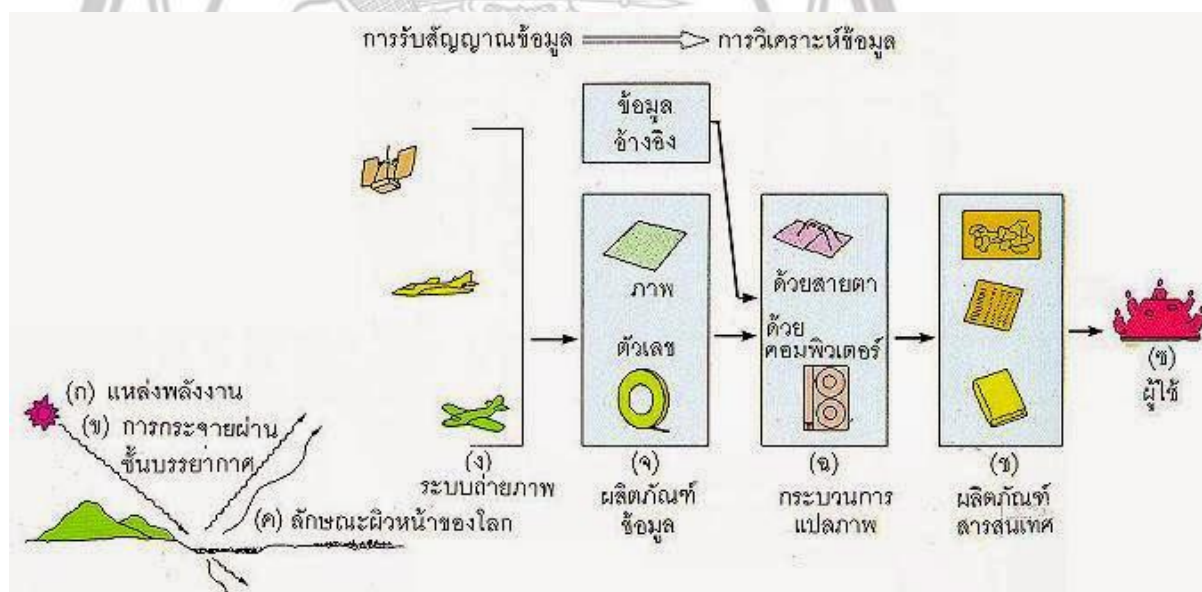 การรับสัญญาณข้อมูล การวิเคราะห์ข้อมูล
ข้อมูล
อ้างอิง
ภาพ
ตัวเลข
ด้วยสายตา
ด้วย
คอมพิวเตอร์
(ก) แหล่งพลังงาน
(ข) การกระจายผ่าน
ชั้นบรรยากาศ
(ค) ลักษณะผิวหน้าของโลก
(ง)
ระบบถ่ายภาพ
(จ)
ผลิตภัณฑ์
ข้อมูล
(ฉ)
กระบวนการ
แปลภาพ
(ช)
ผลิตภัณฑ์
สารสนเทศ
(ซ)
ผู้ใช้